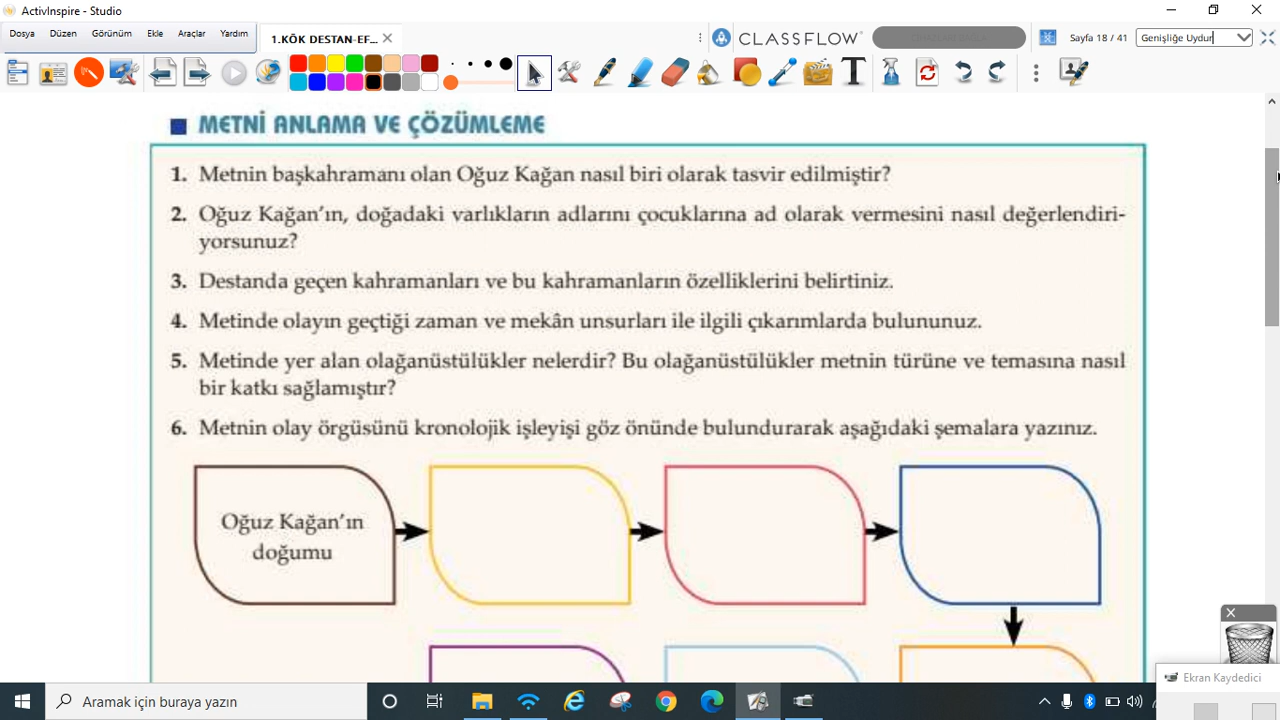 ActivInspire - Studio
Dosya Düzen Görünüm Ekle Araçlar Yardım
1.KÖK DESTAN-EF...
CLASSFLOW
Sayfa 18 / 41
Genişliğe Uydur
METNİ ANLAMA VE ÇÖZÜMLEME
1. Metnin başkahramanı olan Oğuz Kağan nasıl biri olarak tasvir edilmiştir?
2. Oğuz Kağan'ın, doğadaki varlıkların adlarını çocuklarına ad olarak vermesini nasıl değerlendiri-
yorsunuz?
3. Destanda geçen kahramanları ve bu kahramanların özelliklerini belirtiniz.
4. Metinde olayın geçtiği zaman ve mekân unsurları ile ilgili çıkarımlarda bulununuz.
5. Metinde yer alan olağanüstülükler nelerdir? Bu olağanüstülükler metnin türüne ve temasına nasıl
bir katkı sağlamıştır?
6. Metnin olay örgüsünü kronolojik işleyişi göz önünde bulundurarak aşağıdaki şemalara yazınız.
Oğuz Kağan'ın
doğumu
Ekran Kaydedici
Aramak için buraya yazın